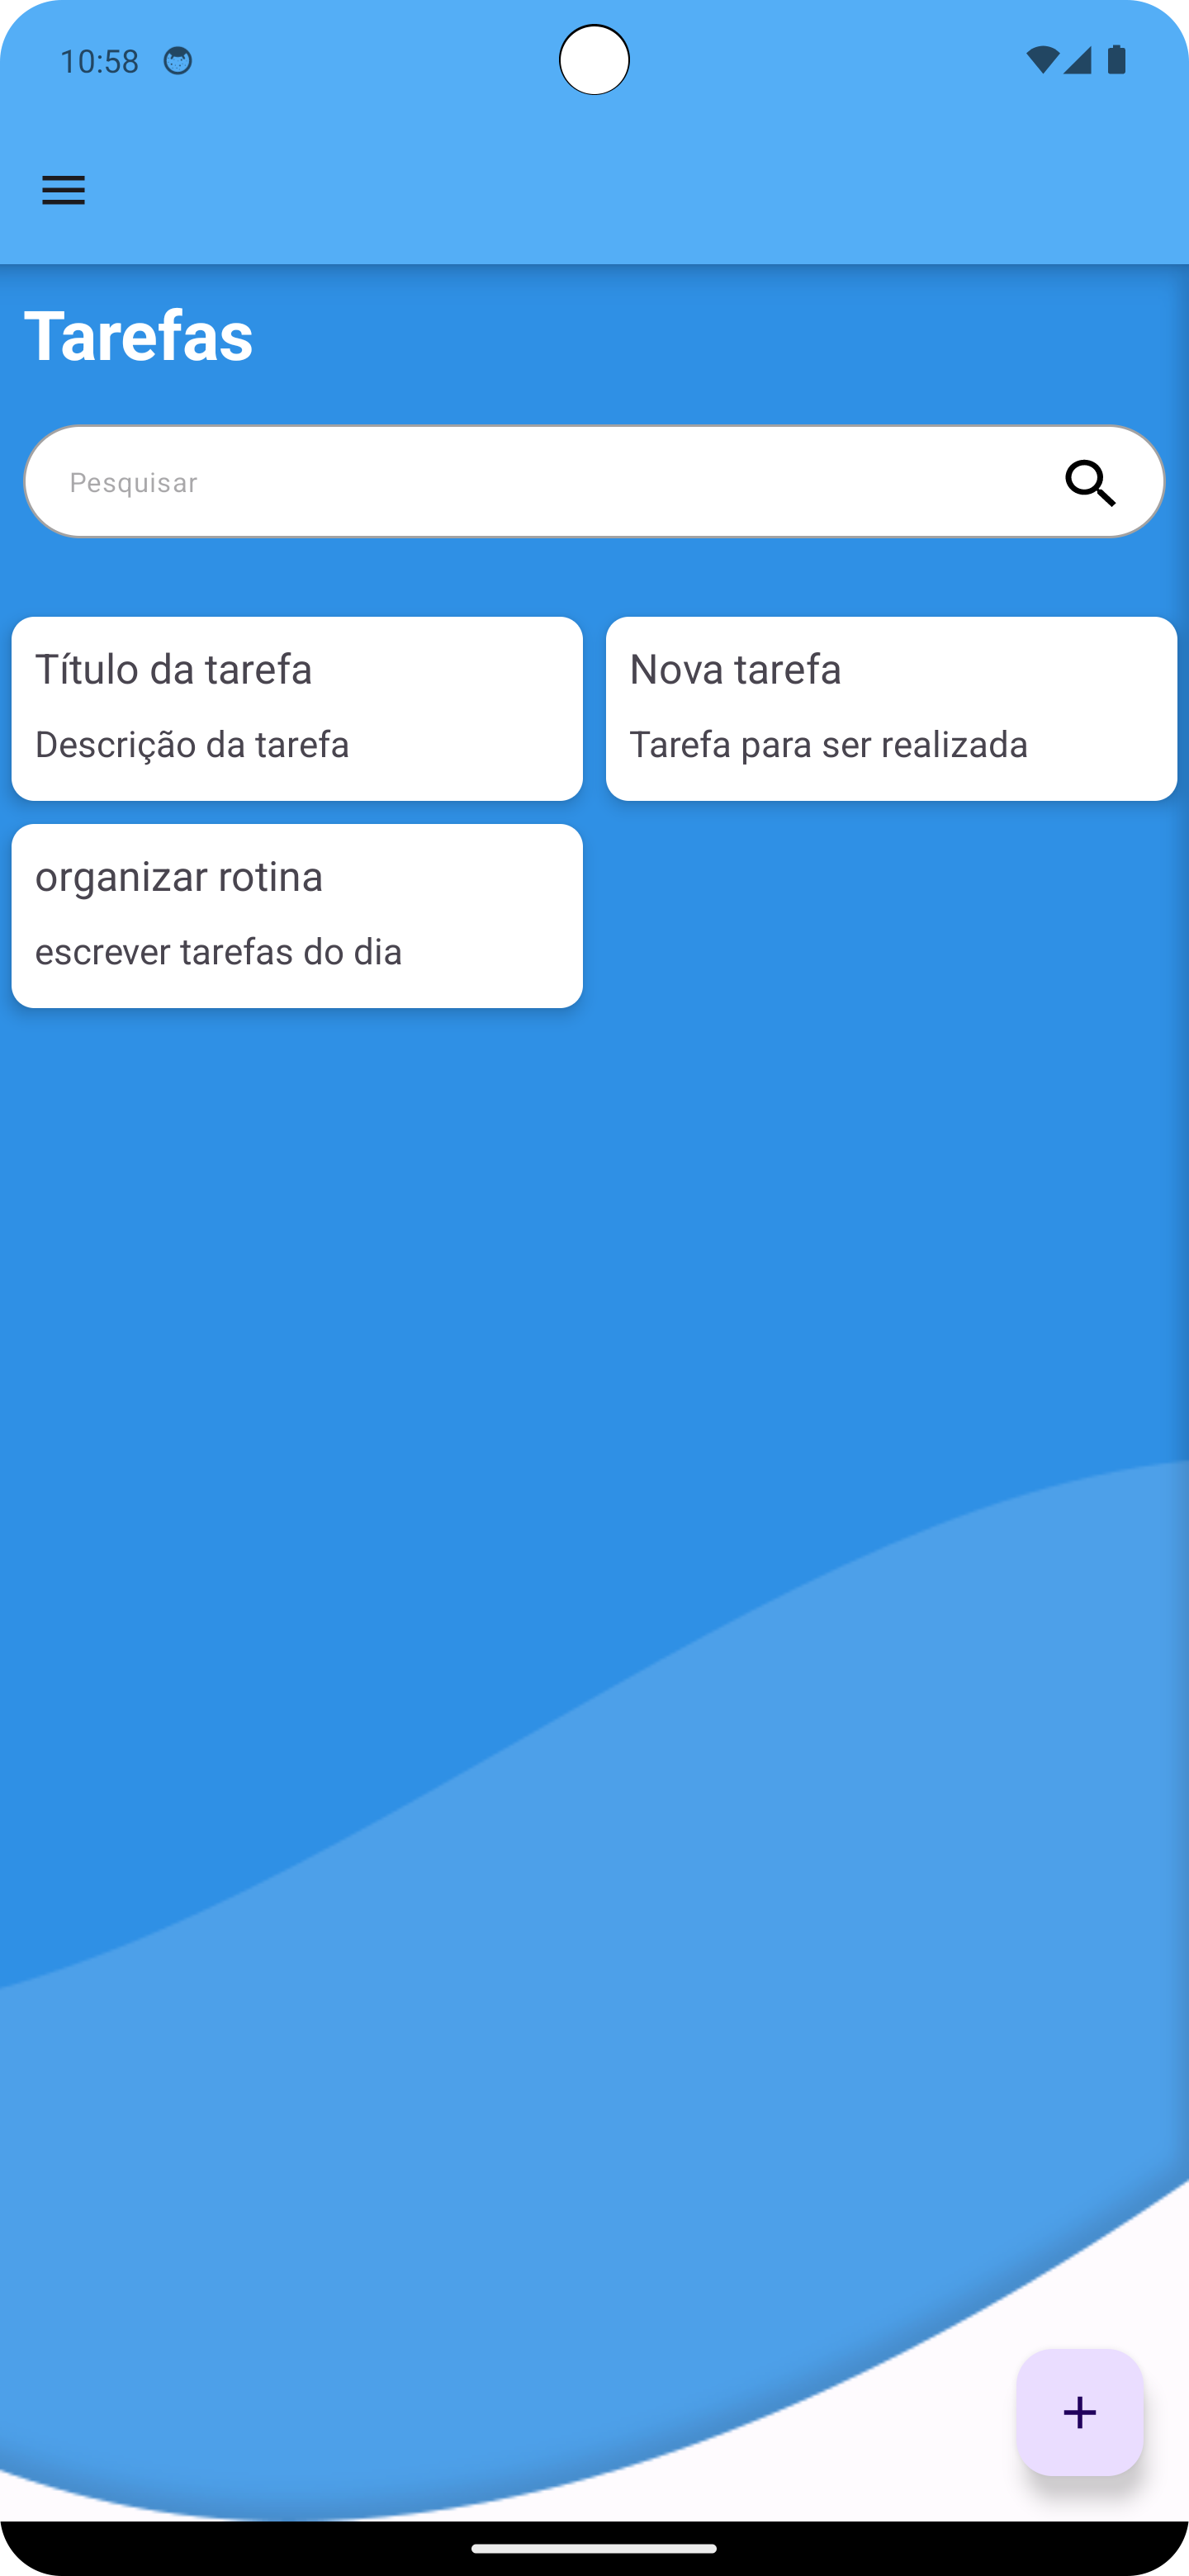 10:58
Tarefas
Pesquisar
Título da tarefa
Descrição da tarefa
Nova tarefa
Tarefa para ser realizada
organizar rotina
escrever tarefas do dia